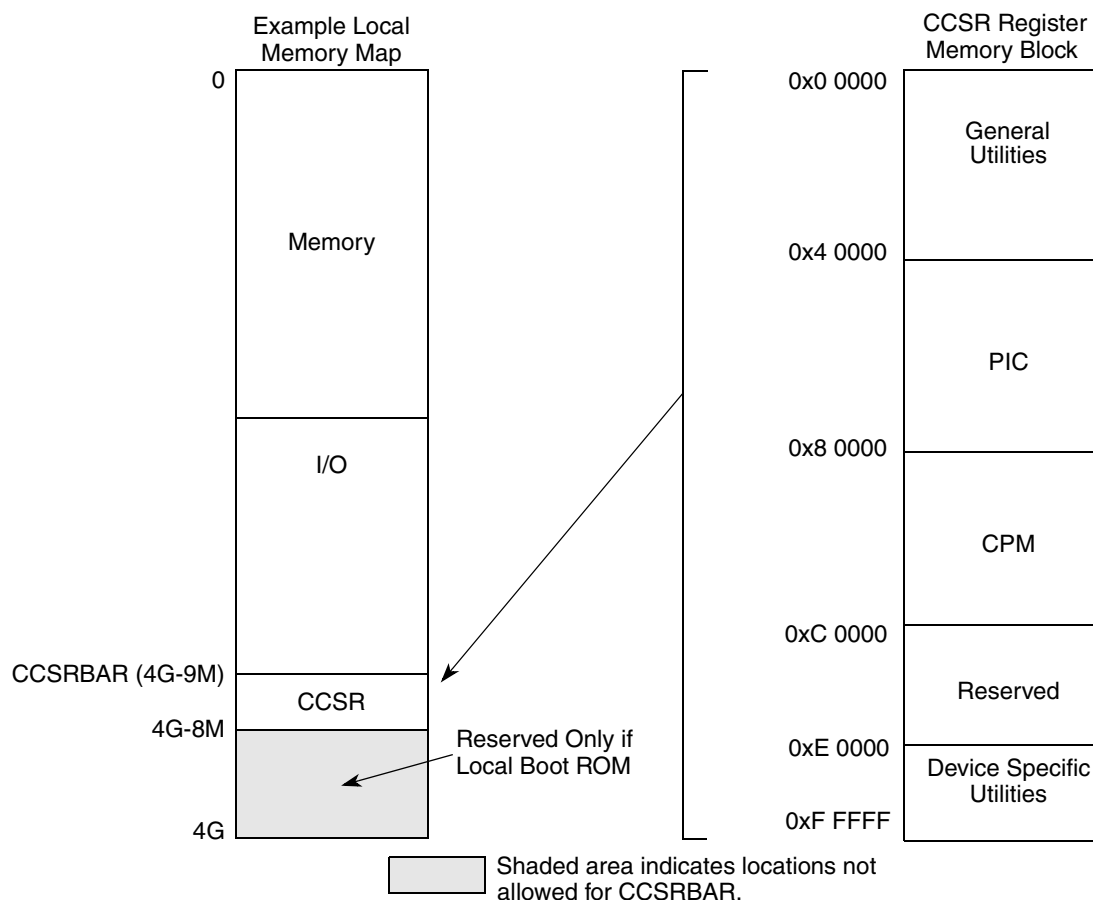 Example Local
Memory Map
0
Memory
I/O
CCSRBAR (4G-9M)
CCSR
4G-8M
Reserved Only if
Local Boot ROM
4G
CCSR Register
Memory Block
0x0 0000
General
Utilities
0x4 0000
PIC
0x8 0000
CPM
0xC 0000
Reserved
0xE 0000
Device Specific
Utilities
0xF FFFF
Shaded area indicates locations not
allowed for CCSRBAR.